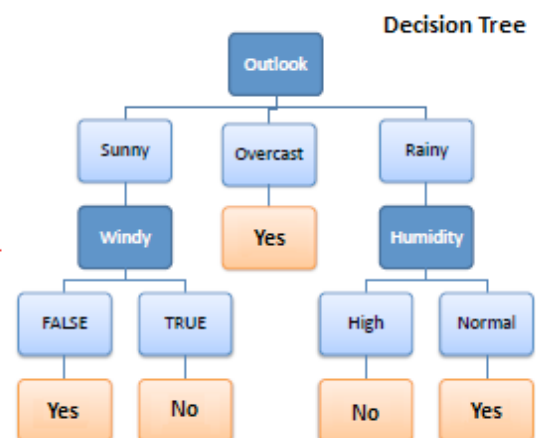 Decision Tree
Outlook
Sunny Overcast Rainy
Windy Yes Humidity
FALSE TRUE High Normal
Yes No No Yes